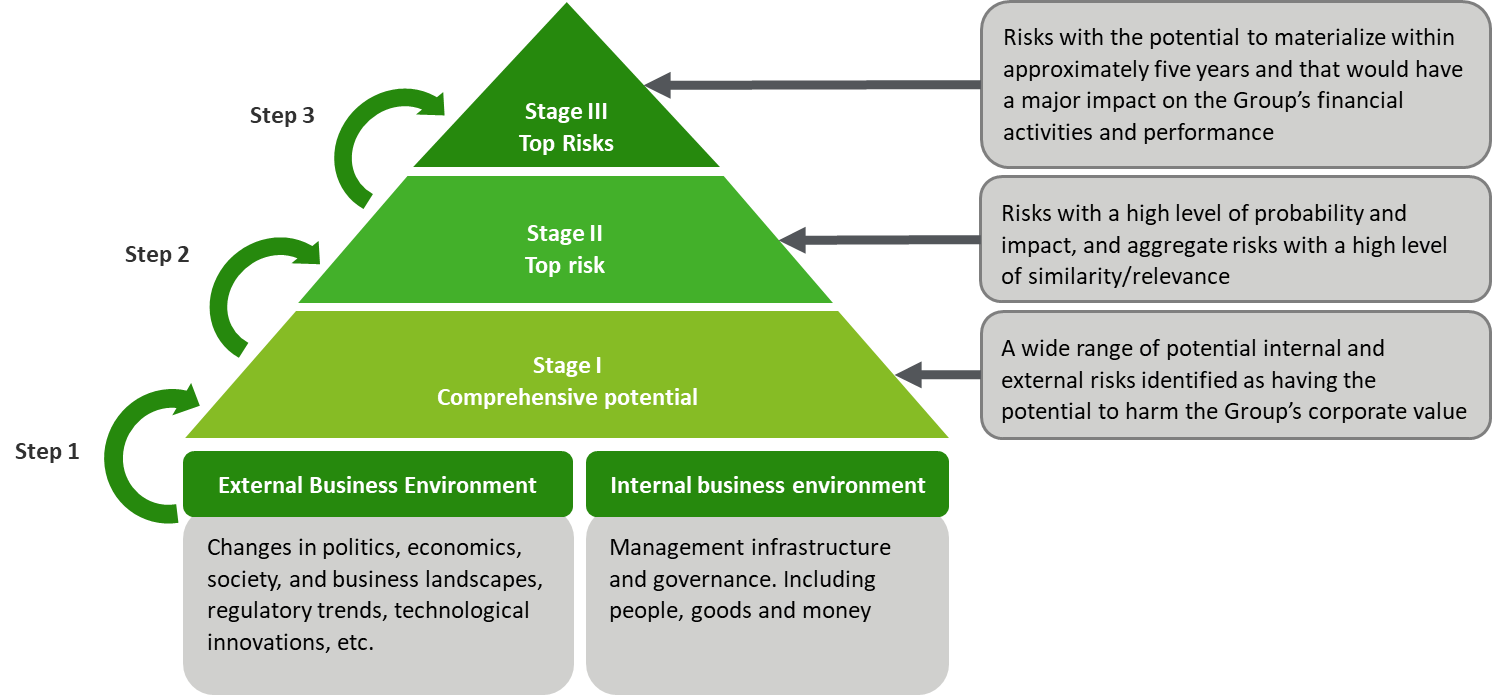 Risks with the potential to materialize within
approximately five years and that would have
a major impact on the Group's financial
activities and performance
Step 3
Stage III
Top Risks
Risks with a high level of probability and
impact, and aggregate risks with a high level
of similarity/relevance
Step 2
Stage II
Top risk
A wide range of potential internal and
external risks identified as having the
potential to harm the Group's corporate value
Stage I
Comprehensive potential
Step 1
External Business Environment
Changes in politics, economics,
society, and business landscapes,
regulatory trends, technological
innovations, etc.
Internal business environment
Management infrastructure
and governance. Including
people, goods and money